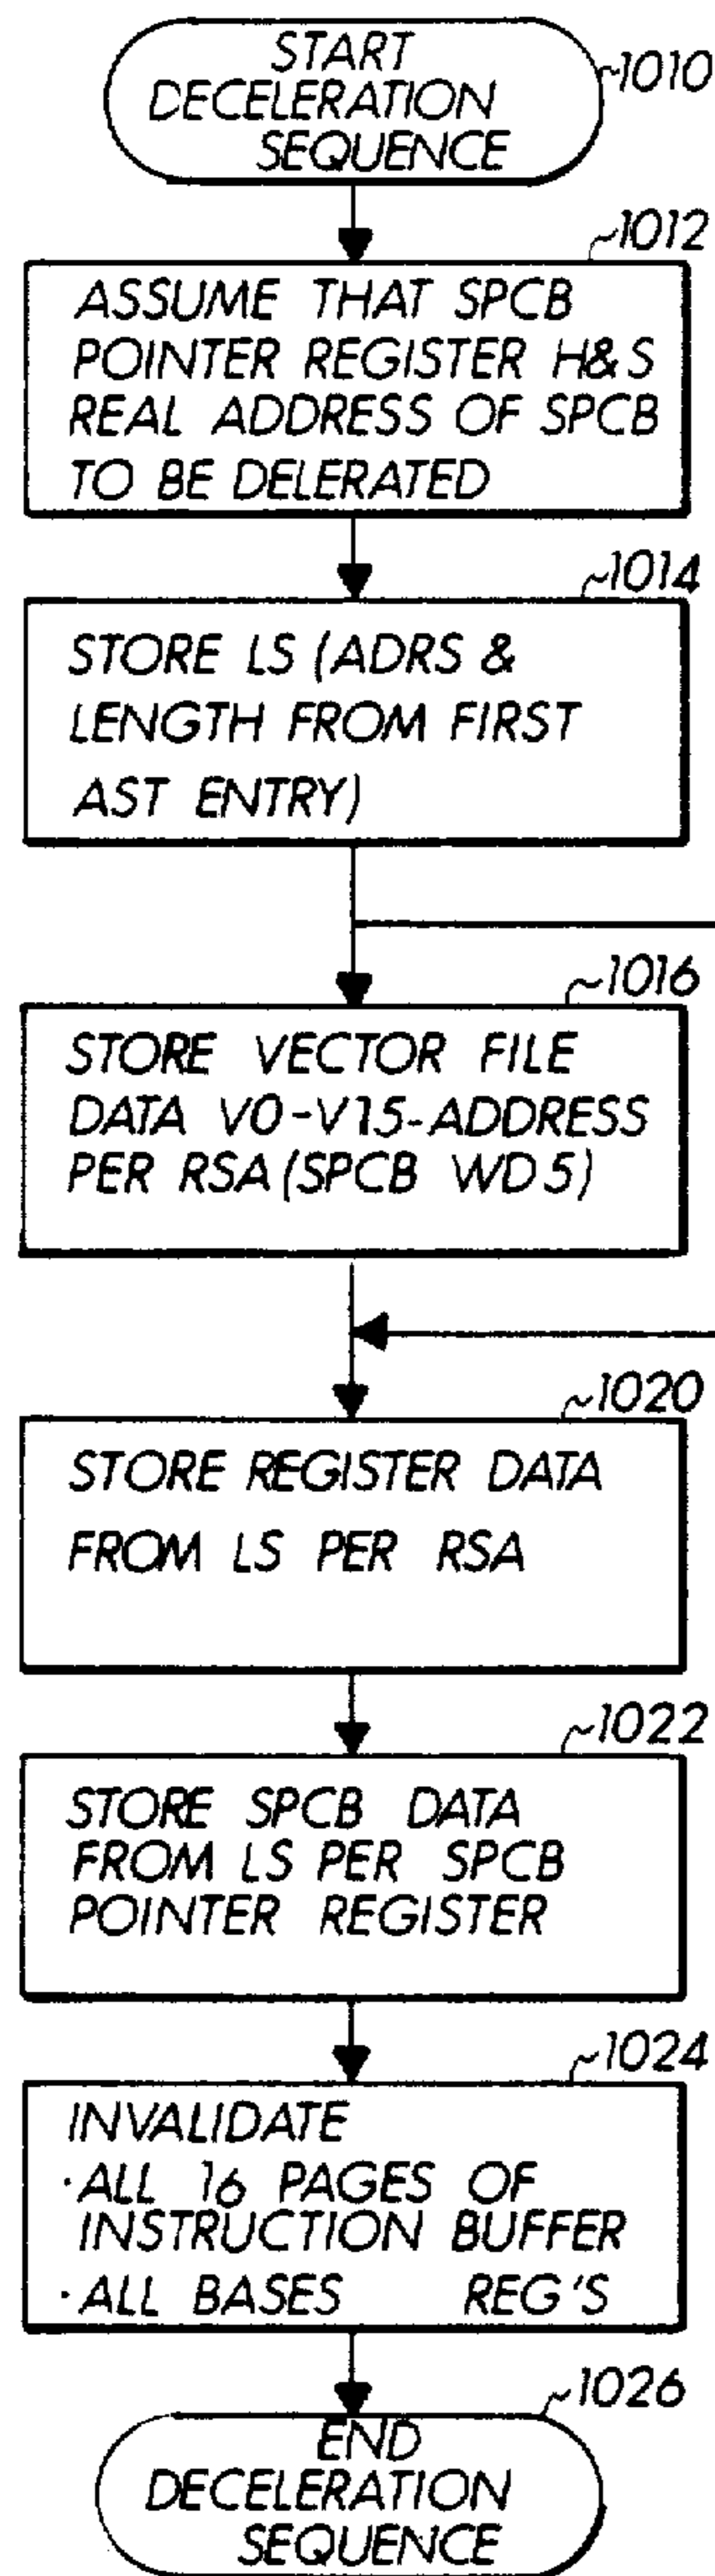 START
DECELERATION
SEQUENCE
1010
1012
ASSUME THAT SPCB
POINTER REGISTER H&S
REAL ADDRESS OF SPCB
TO BE DELERATED
1014
STORE LS (ADRS &
LENGTH FROM FIRST
AST ENTRY)
1016
STORE VECTOR FILE
DATA V0-V15-ADDRESS
PER RSA (SPCB WD5)
1020
STORE REGISTER DATA
FROM LS PER RSA
1022
STORE SPCB DATA
FROM LS PER SPCB
POINTER REGISTER
1024
INVALIDATE
·ALL 16 PAGES OF
INSTRUCTION BUFFER
·ALL BASES REG'S
1026
END
DECELERATION
SEQUENCE